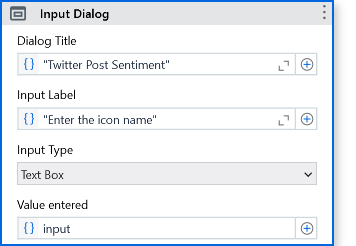 Input Dialog
Dialog Title
{} "Twitter Post Sentiment"
Input Label
{} "Enter the icon name"
Input Type
Text Box
Value entered
{} input